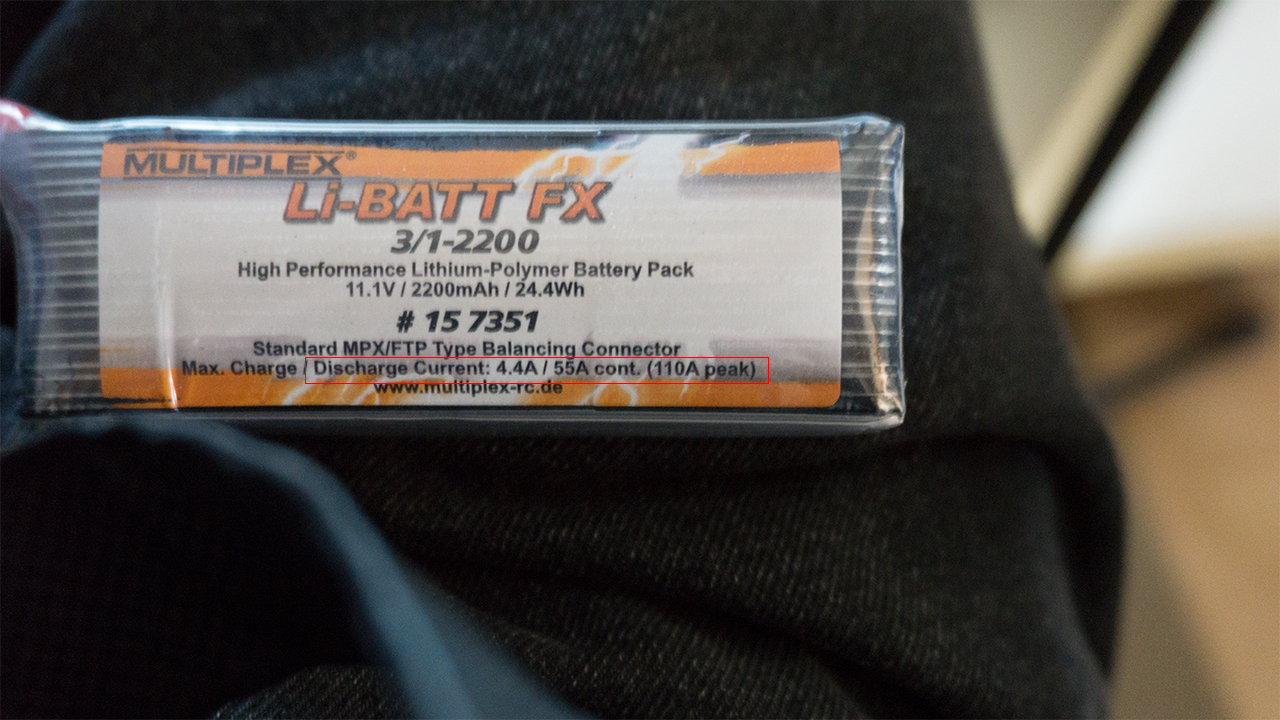 MULTIPLEX®
Li-BATT FX
3/1-2200
High Performance Lithium-Polymer Battery Pack
11.1V / 2200mAh / 24.4Wh
# 15 7351
Standard MPX/FTP Type Balancing Connector
Max. Charge / Discharge Current: 4.4A / 55A cont. (110A peak)
www.multiplex-rc.de